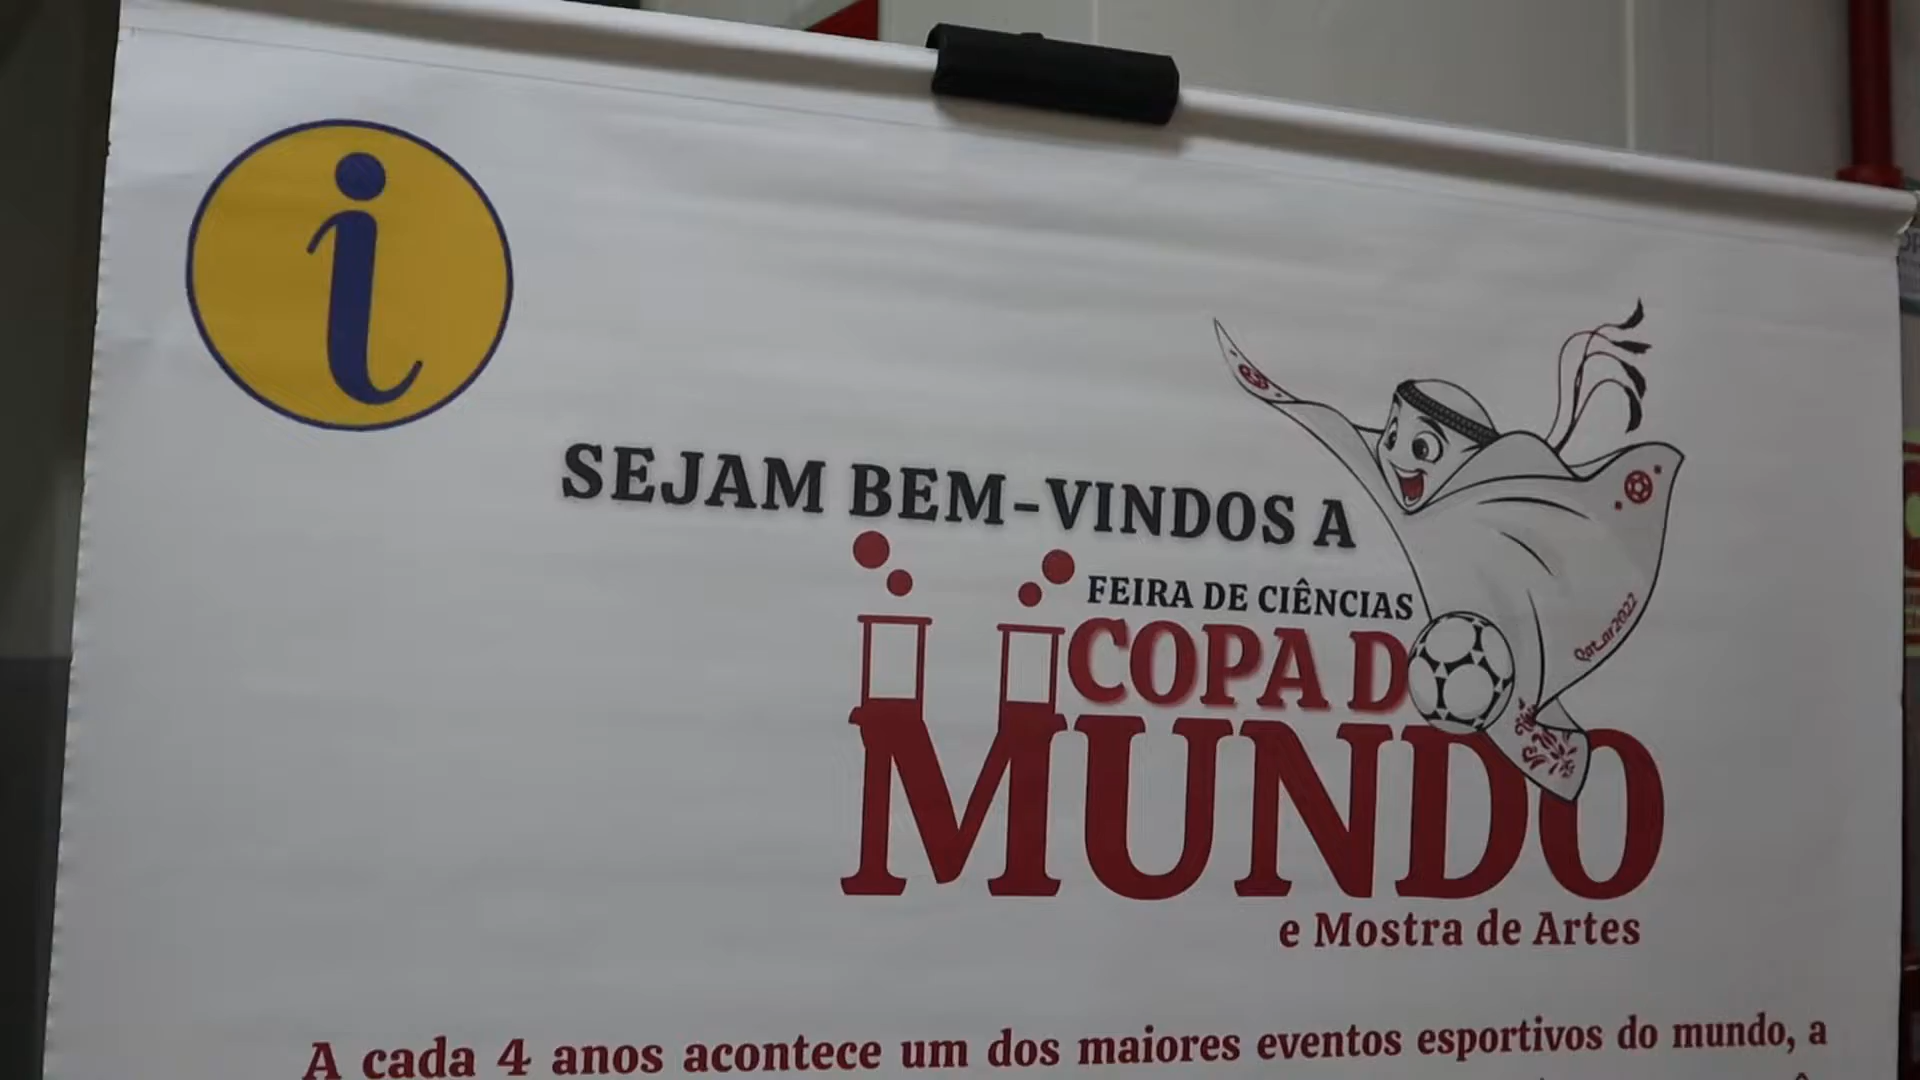 i
SEJAM BEM-VINDOS A
FEIRA DE CIÊNCIAS
COPA D
MUNDO
Qatar2022
e Mostra de Artes
A cada 4 anos acontece um dos maiores eventos esportivos do mundo, a